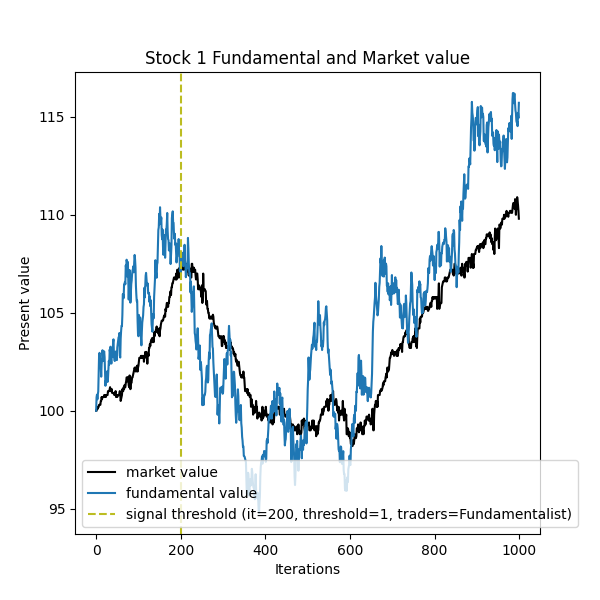 Stock 1 Fundamental and Market value
Present value
115
110
105
100
95
market value
fundamental value
signal threshold (it=200, threshold=1, traders=Fundamentalist)
0 200 400 600 800 1000
Iterations